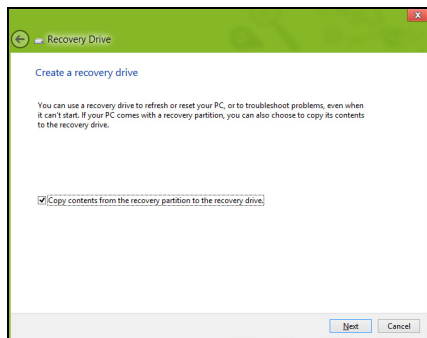 Recovery Drive
Create a recovery drive
You can use a recovery drive to refresh or reset your PC, or to troubleshoot problems, even when
it can't start. If your PC comes with a recovery partition, you can also choose to copy its contents
to the recovery drive.
Copy contents from the recovery partition to the recovery drive.
Next Cancel